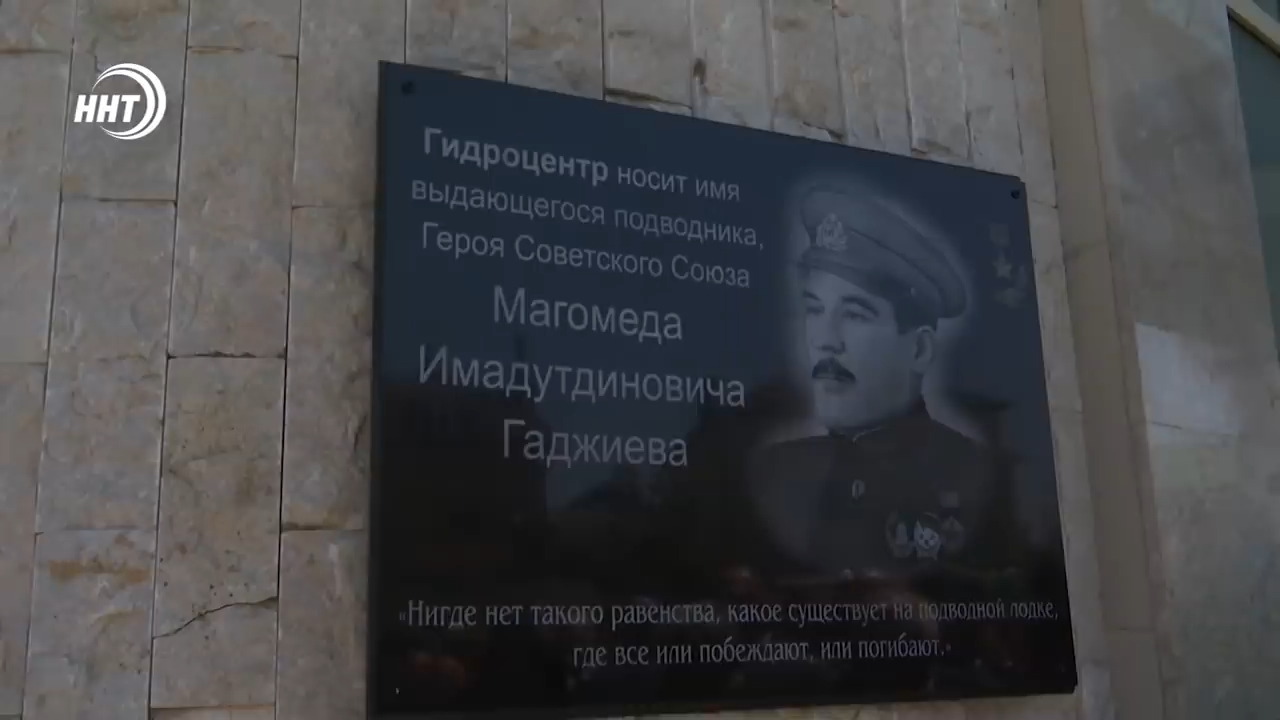 ННТ
Гидроцентр носит имя
выдающегося подводника,
Героя Советского Союза
Магомеда
Имадутдиновича
Гаджиева
«Нигде нет такого равенства, какое существует на подводной лодке,
где все или побеждают, или погибают.»